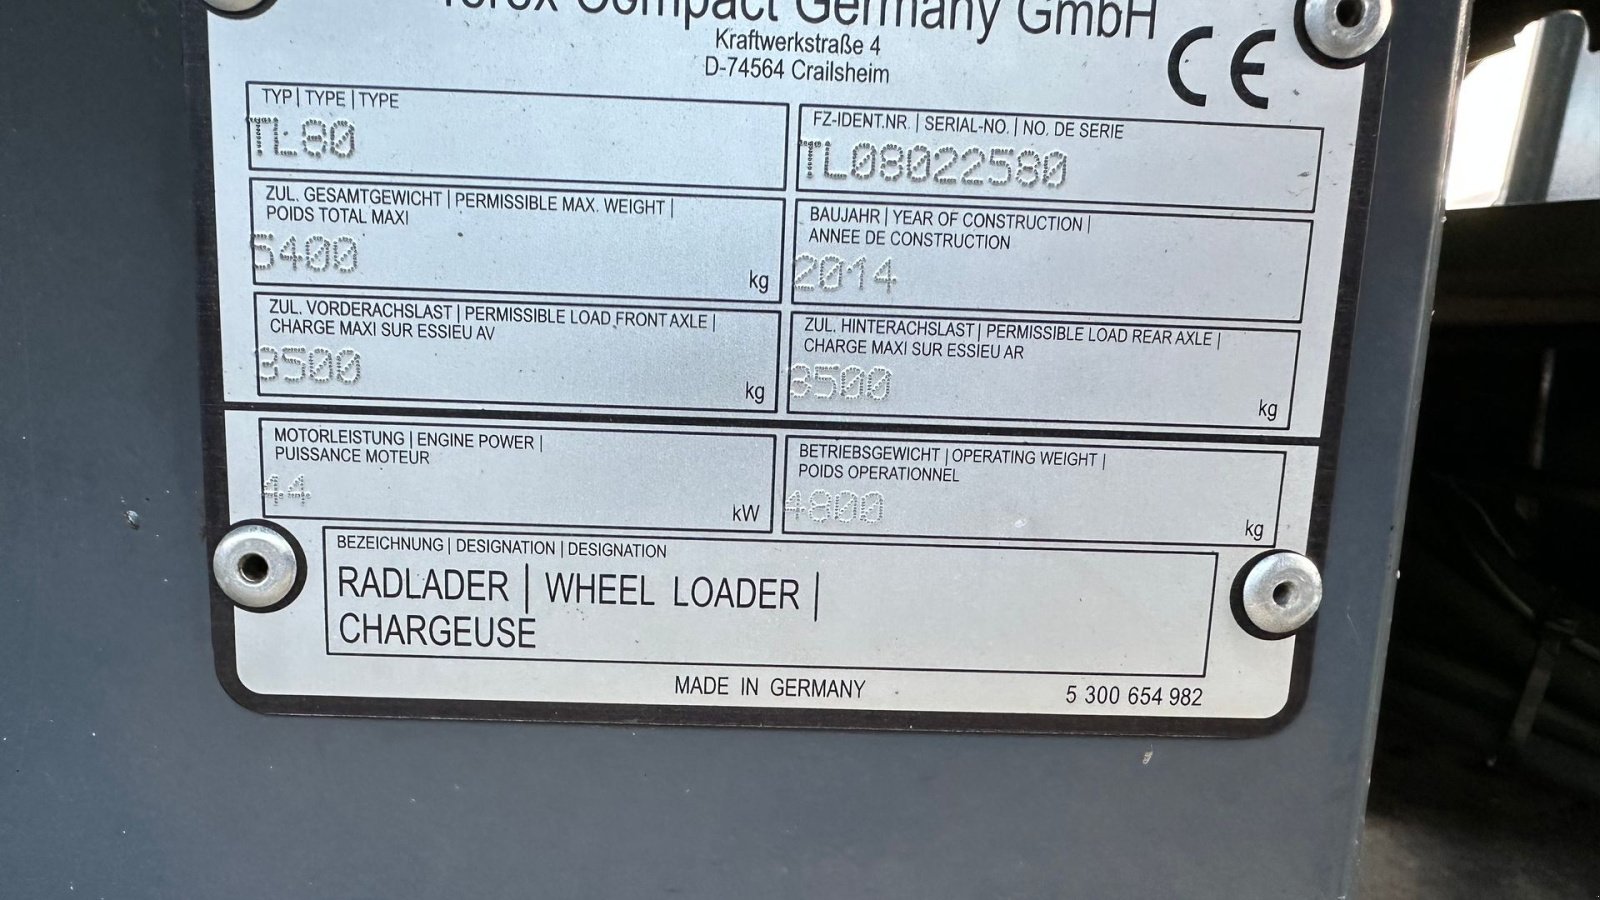 Terex Compact Germany GmbH
Kraftwerkstraße 4
D-74564 Crailsheim
CE
TYP | TYPE | TYPE
TL80
FZ-IDENT.NR. | SERIAL-NO. | NO. DE SERIE
TL08022580
ZUL. GESAMTGEWICHT | PERMISSIBLE MAX. WEIGHT |
POIDS TOTAL MAXI
5400
kg
BAUJAHR | YEAR OF CONSTRUCTION |
ANNEE DE CONSTRUCTION
2014
ZUL. VORDERACHSLAST | PERMISSIBLE LOAD FRONT AXLE |
CHARGE MAXI SUR ESSIEU AV
3500
kg
ZUL. HINTERACHSLAST | PERMISSIBLE LOAD REAR AXLE |
CHARGE MAXI SUR ESSIEU AR
3500
kg
MOTORLEISTUNG | ENGINE POWER |
PUISSANCE MOTEUR
44
kW
BETRIEBSGEWICHT | OPERATING WEIGHT |
POIDS OPERATIONNEL
4800
kg
BEZEICHNUNG | DESIGNATION | DESIGNATION
RADLADER | WHEEL LOADER |
CHARGEUSE
MADE IN GERMANY
5 300 654 982